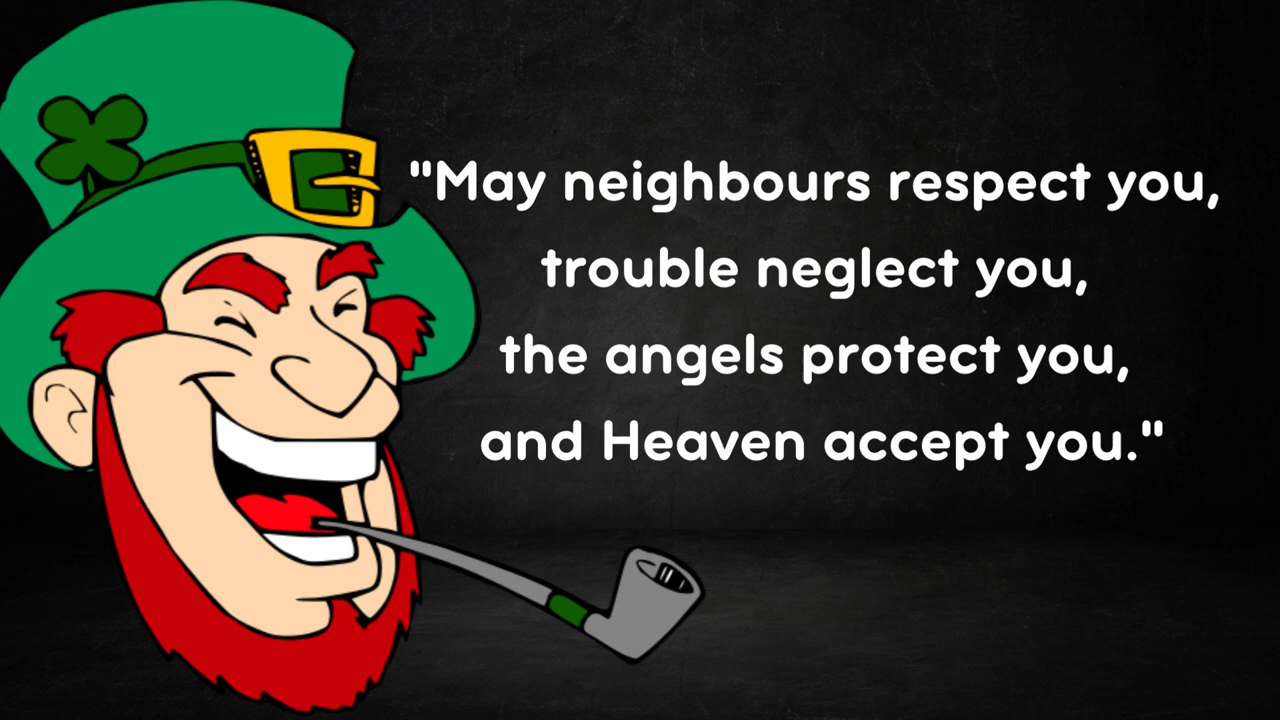 "May neighbours respect you,
trouble neglect you,
the angels protect you,
and Heaven accept you."